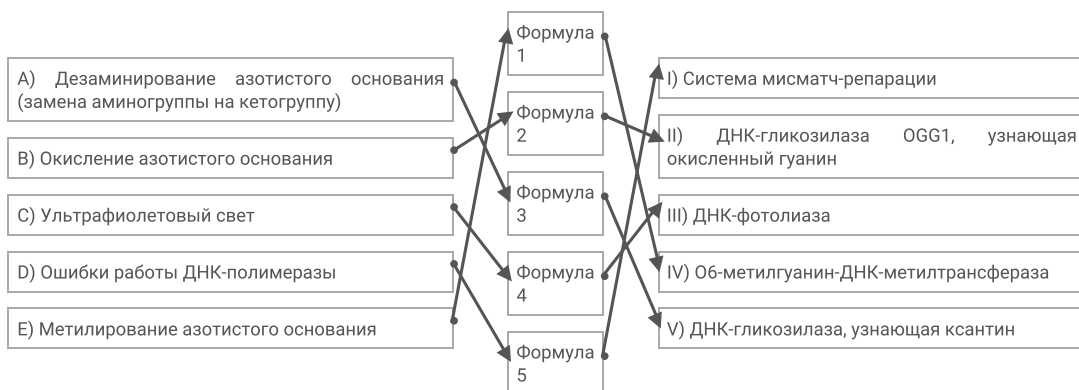 A) Дезаминирование азотистого основания
(замена аминогруппы на кетогруппу)
B) Окисление азотистого основания
C) Ультрафиолетовый свет
D) Ошибки работы ДНК-полимеразы
E) Метилирование азотистого основания
Формула
1
Формула
2
Формула
3
Формула
4
Формула
5
I) Система мисматч-репарации
II) ДНК-гликозилаза OGG1, узнающая
окисленный гуанин
III) ДНК-фотолиаза
IV) О6-метилгуанин-ДНК-метилтрансфераза
V) ДНК-гликозилаза, узнающая ксантин